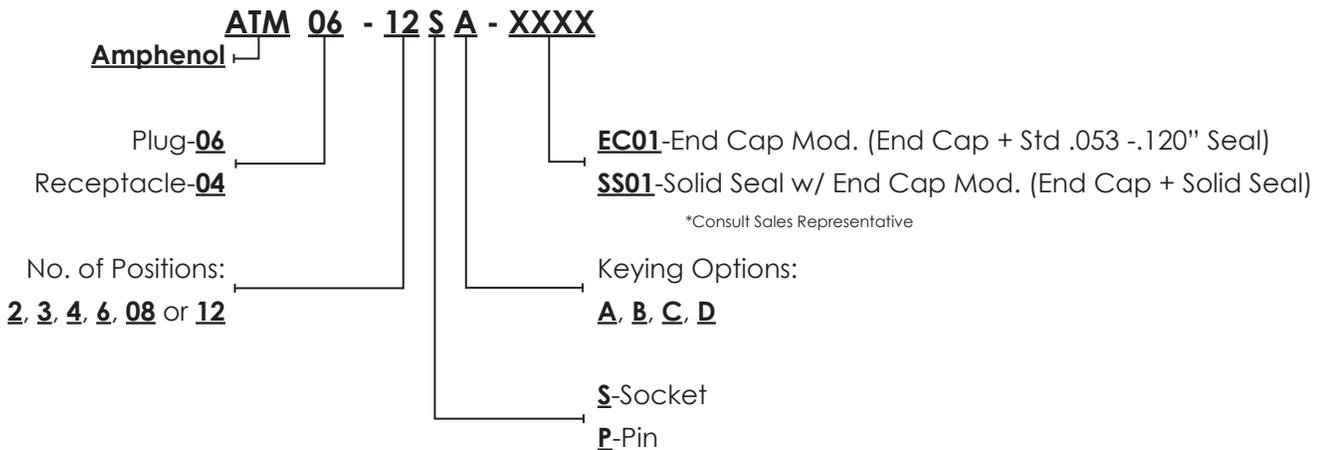 ATM 06 - 12 S A - XXXX
Amphenol
Plug-06
Receptacle-04
EC01-End Cap Mod. (End Cap + Std .053 -.120” Seal)
SS01-Solid Seal w/ End Cap Mod. (End Cap + Solid Seal)
*Consult Sales Representative
No. of Positions:
2, 3, 4, 6, 08 or 12
Keying Options:
A, B, C, D
S-Socket
P-Pin